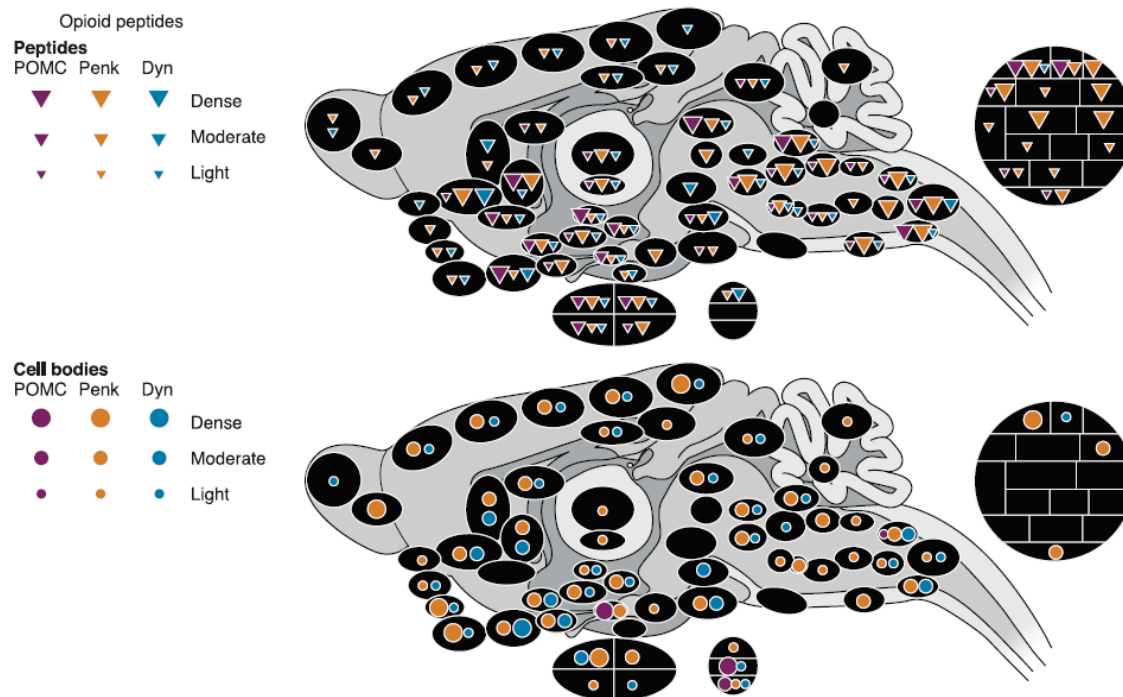 Opioid peptides
Peptides
POMC Penk Dyn
Dense
Moderate
Light
Cell bodies
POMC Penk Dyn
Dense
Moderate
Light